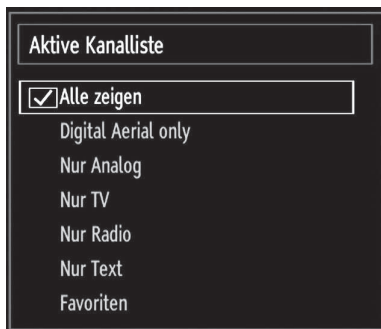 Aktive Kanalliste
Alle zeigen
Digital Aerial only
Nur Analog
Nur TV
Nur Radio
Nur Text
Favoriten